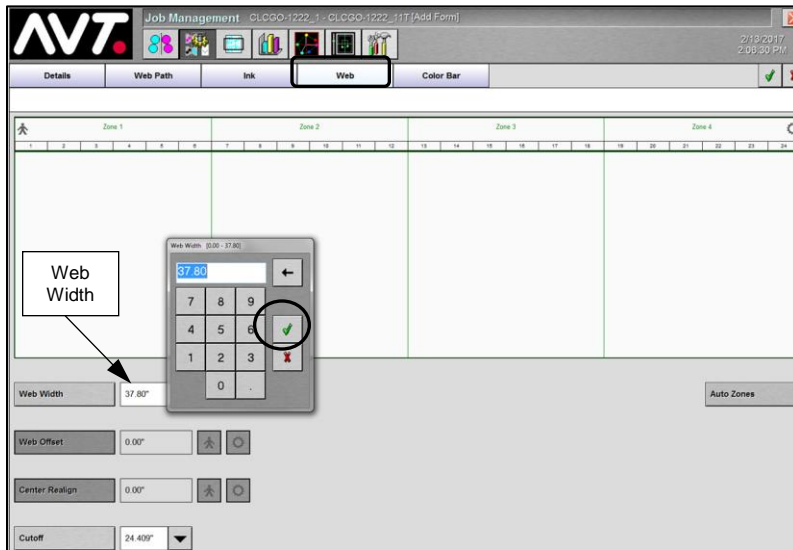 AVT.
Job Management CLCGO-1222_1 - CLCGO-1222_11T [Add Form]
2/13/2017
2:06:30 PM
Details Web Path Ink Web Color Bar
Zone 1 Zone 2 Zone 3 Zone 4
1 2 3 4 5 6 7 8 9 10 11 12 13 14 15 16 17 18 19 20 21 22 23 24
Web Width [0.00 - 37.80]
37.80
7 8 9
4 5 6
1 2 3
0 .
Web
Width
Web Width 37.80" Auto Zones
Web Offset 0.00"
Center Realign 0.00"
Cutoff 24.409"